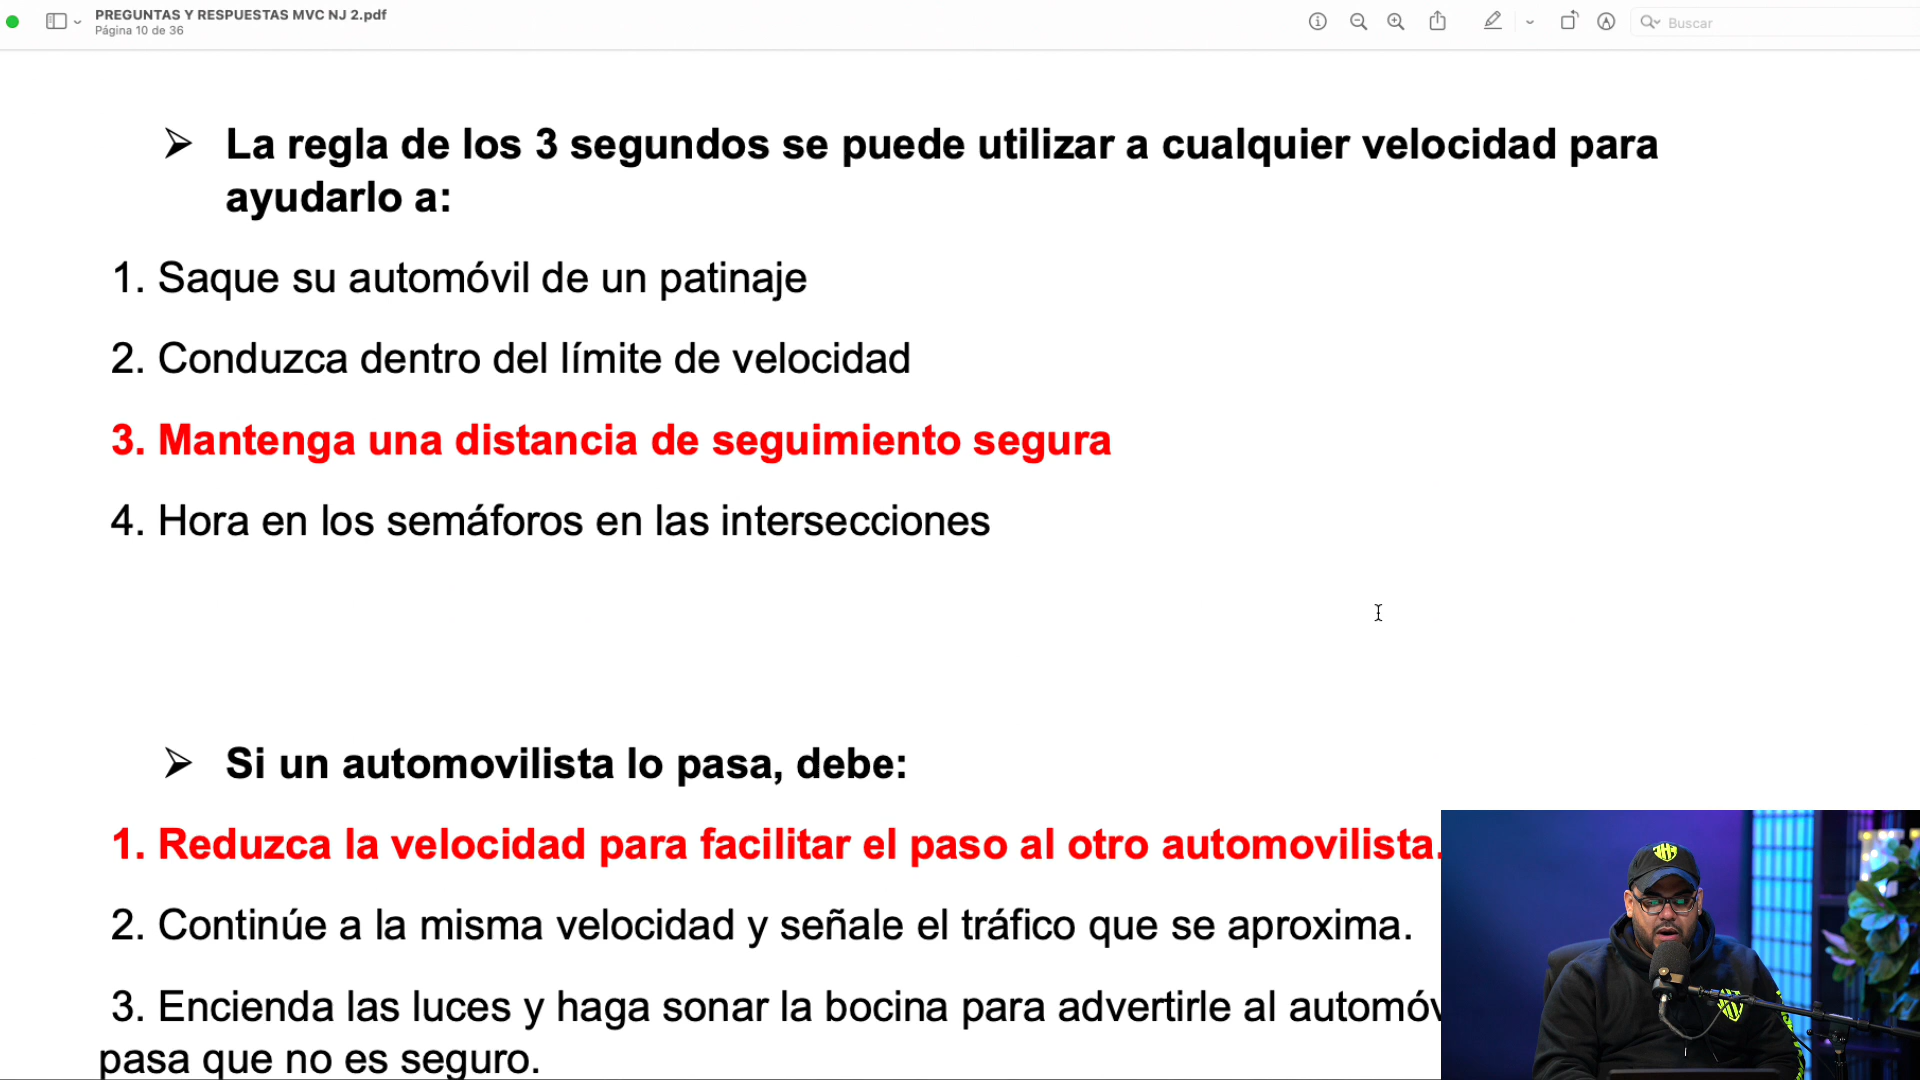 PREGUNTAS Y RESPUESTAS MVC NJ 2.pdf
Página 10 de 36
Buscar
➢ La regla de los 3 segundos se puede utilizar a cualquier velocidad para
ayudarlo a:
1. Saque su automóvil de un patinaje
2. Conduzca dentro del límite de velocidad
3. Mantenga una distancia de seguimiento segura
4. Hora en los semáforos en las intersecciones
➢ Si un automovilista lo pasa, debe:
1. Reduzca la velocidad para facilitar el paso al otro automovilista.
2. Continúe a la misma velocidad y señale el tráfico que se aproxima.
3. Encienda las luces y haga sonar la bocina para advertirle al
pasa que no es seguro.